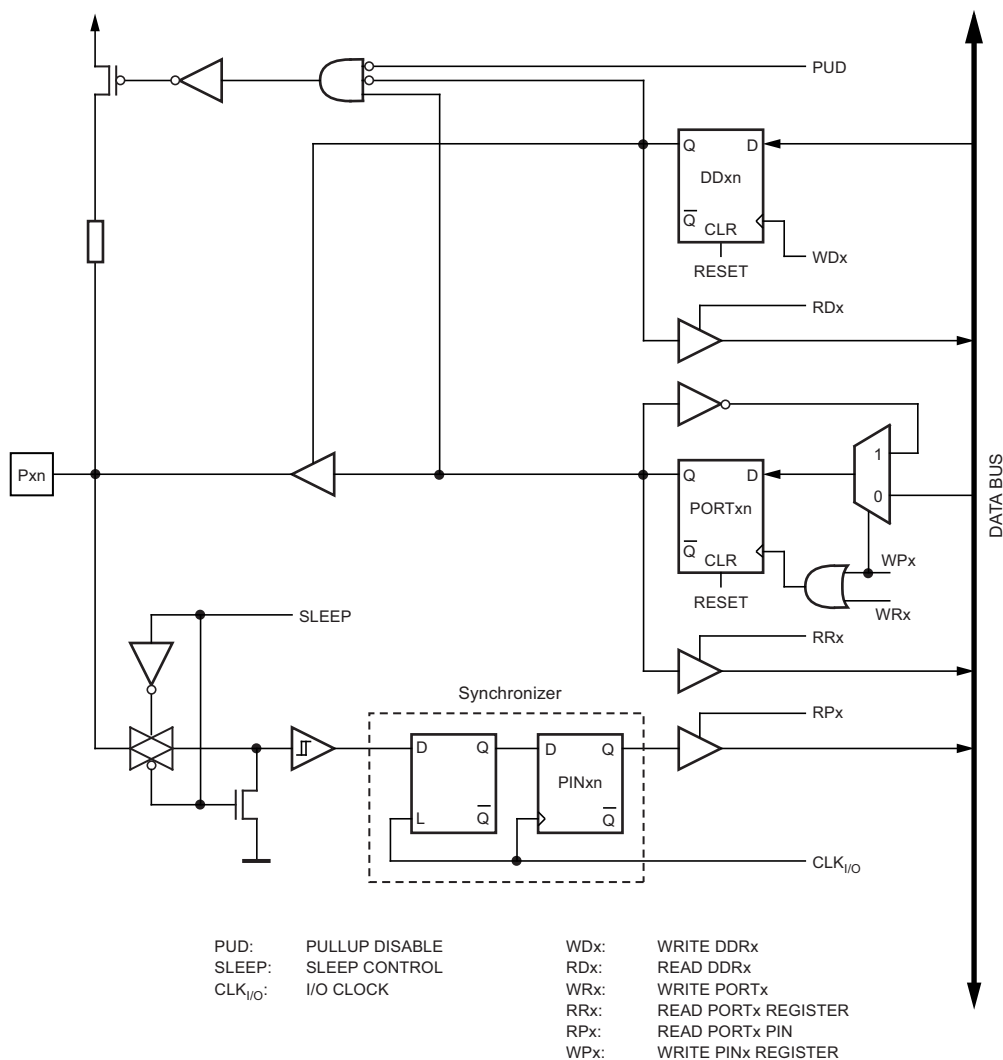 PUD
Q D
DDxn
Q
CLR
RESET
WDx
RDx
Pxn
1
0
Q D
PORTxn
Q
CLR
RESET
WPx
WRx
DATA BUS
SLEEP
RRx
Synchronizer
RPx
D Q
L Q
D Q
PINxn
Q
CLKI/O
PUD: PULLUP DISABLE
SLEEP: SLEEP CONTROL
CLKI/O: I/O CLOCK
WDx: WRITE DDRx
RDx: READ DDRx
WRx: WRITE PORTx
RRx: READ PORTx REGISTER
RPx: READ PORTx PIN
WPx: WRITE PINx REGISTER